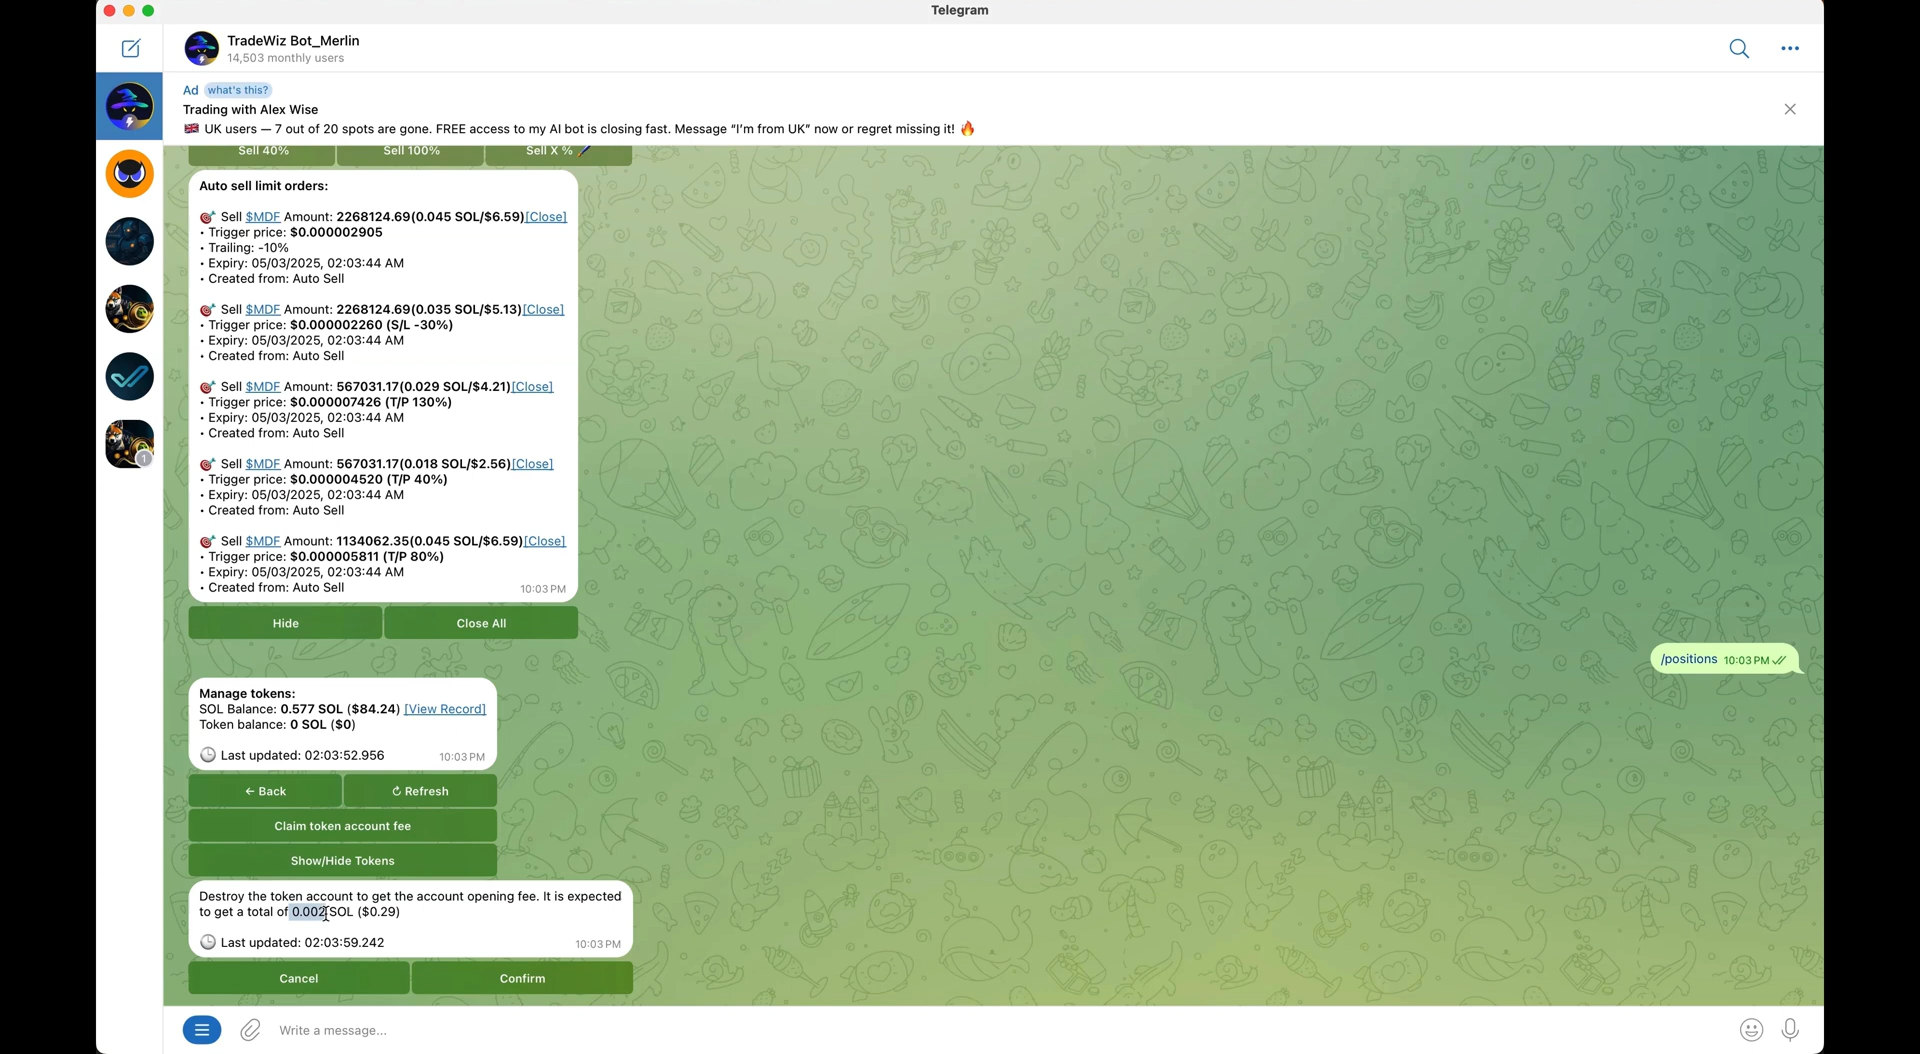 Telegram
TradeWiz Bot_Merlin
14,503 monthly users
Ad what's this?
Trading with Alex Wise
🇬🇧 UK users — 7 out of 20 spots are gone. FREE access to my AI bot is closing fast. Message “I’m from UK” now or regret missing it! 🔥
Sell 40% Sell 100% Sell X % 🖊️
Auto sell limit orders:
🎯 Sell $MDF Amount: 2268124.69(0.045 SOL/$6.59)[Close]
• Trigger price: $0.000002905
• Trailing: -10%
• Expiry: 05/03/2025, 02:03:44 AM
• Created from: Auto Sell
🎯 Sell $MDF Amount: 2268124.69(0.035 SOL/$5.13)[Close]
• Trigger price: $0.000002260 (S/L -30%)
• Expiry: 05/03/2025, 02:03:44 AM
• Created from: Auto Sell
🎯 Sell $MDF Amount: 567031.17(0.029 SOL/$4.21)[Close]
• Trigger price: $0.000007426 (T/P 130%)
• Expiry: 05/03/2025, 02:03:44 AM
• Created from: Auto Sell
🎯 Sell $MDF Amount: 567031.17(0.018 SOL/$2.56)[Close]
• Trigger price: $0.000004520 (T/P 40%)
• Expiry: 05/03/2025, 02:03:44 AM
• Created from: Auto Sell
🎯 Sell $MDF Amount: 1134062.35(0.045 SOL/$6.59)[Close]
• Trigger price: $0.000005811 (T/P 80%)
• Expiry: 05/03/2025, 02:03:44 AM
• Created from: Auto Sell 10:03 PM
Hide Close All
/positions 10:03 PM
Manage tokens:
SOL Balance: 0.577 SOL ($84.24) [View Record]
Token balance: 0 SOL ($0)
🕒 Last updated: 02:03:52.956 10:03 PM
← Back ↻ Refresh
Claim token account fee
Show/Hide Tokens
Destroy the token account to get the account opening fee. It is expected
to get a total of 0.002 SOL ($0.29)
🕒 Last updated: 02:03:59.242 10:03 PM
Cancel Confirm
1
Write a message...